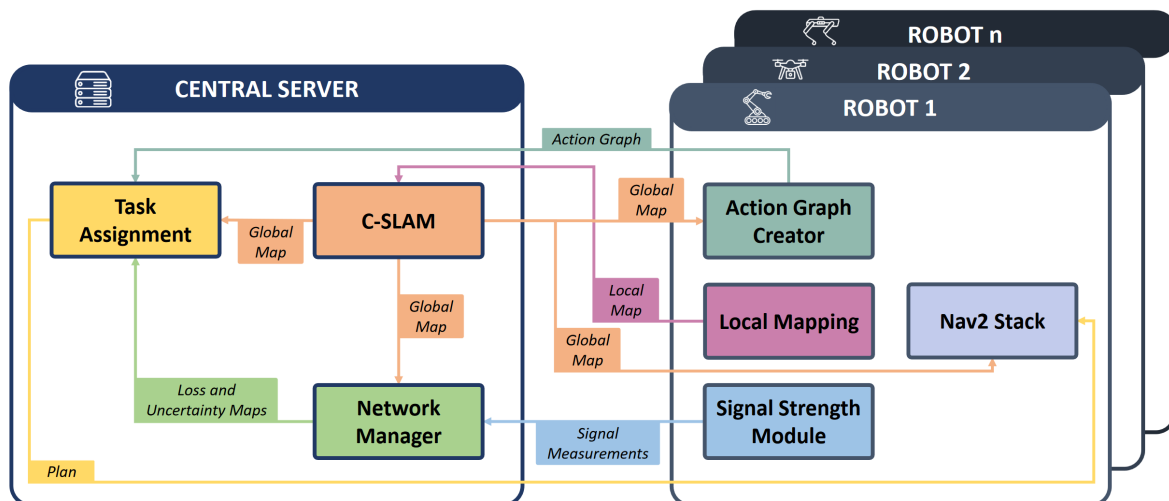 ROBOT n
ROBOT 2
CENTRAL SERVER
ROBOT 1
Action Graph
Task
Assignment
Global
Map
C-SLAM
Global
Map
Action Graph
Creator
Global
Map
Local
Map
Local Mapping
Nav2 Stack
Global
Map
Loss and
Uncertainty Maps
Network
Manager
Signal
Measurements
Signal Strength
Module
Plan